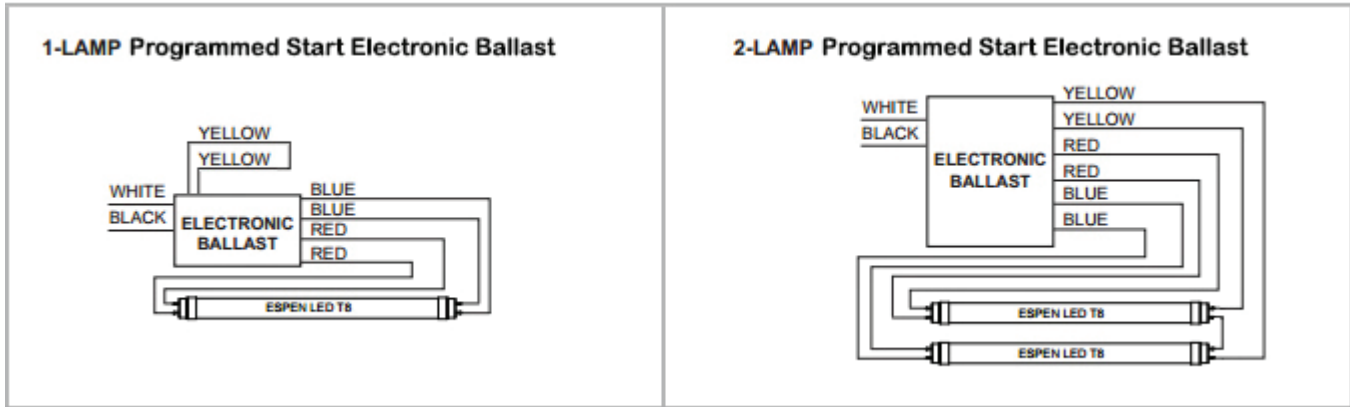 1-LAMP Programmed Start Electronic Ballast
YELLOW
YELLOW
WHITE
BLACK
ELECTRONIC
BALLAST
BLUE
BLUE
RED
RED
ESPEN LED T8
2-LAMP Programmed Start Electronic Ballast
WHITE
BLACK
ELECTRONIC
BALLAST
YELLOW
YELLOW
RED
RED
BLUE
BLUE
ESPEN LED T8
ESPEN LED T8